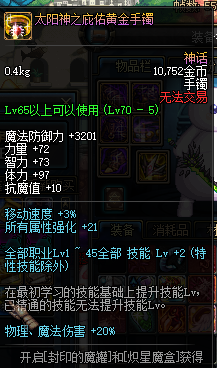 太阳神之庇佑黄金手镯
神话
0.4kg
10,752金币
手镯
无法交易
Lv65以上可以使用 (Lv70 - 5)
魔法防御力 +3201
力量 +72
智力 +73
体力 +97
抗魔值 +10
移动速度 +3%
所有属性强化 +21
全部职业Lv1 ~ 45全部 技能 Lv +2 (特性技能除外)
在最初学习的技能基础上提升技能Lv，
已精通的技能无法提升技能Lv。
物理、魔法伤害 +20%
开启[封印的魔罐]和[炽星魔盒]获得